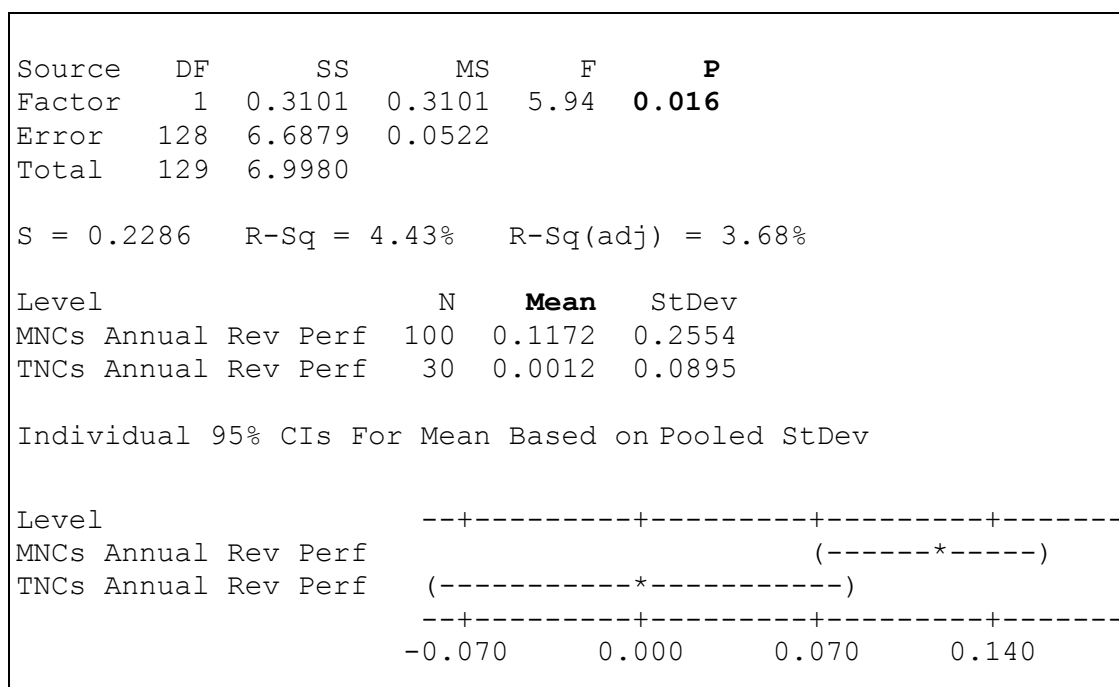 Source   DF      SS      MS     F      P
Factor    1  0.3101  0.3101  5.94  0.016
Error   128  6.6879  0.0522
Total   129  6.9980
S = 0.2286   R-Sq = 4.43%   R-Sq(adj) = 3.68%
Level                   N    Mean   StDev
MNCs Annual Rev Perf  100  0.1172  0.2554
TNCs Annual Rev Perf   30  0.0012  0.0895
Individual 95% CIs For Mean Based on Pooled StDev
Level                  --+---------+---------+---------+-------
MNCs Annual Rev Perf                         (------*-----)
TNCs Annual Rev Perf   (-----------*-----------)
                       --+---------+---------+---------+-------
                      -0.070     0.000     0.070     0.140